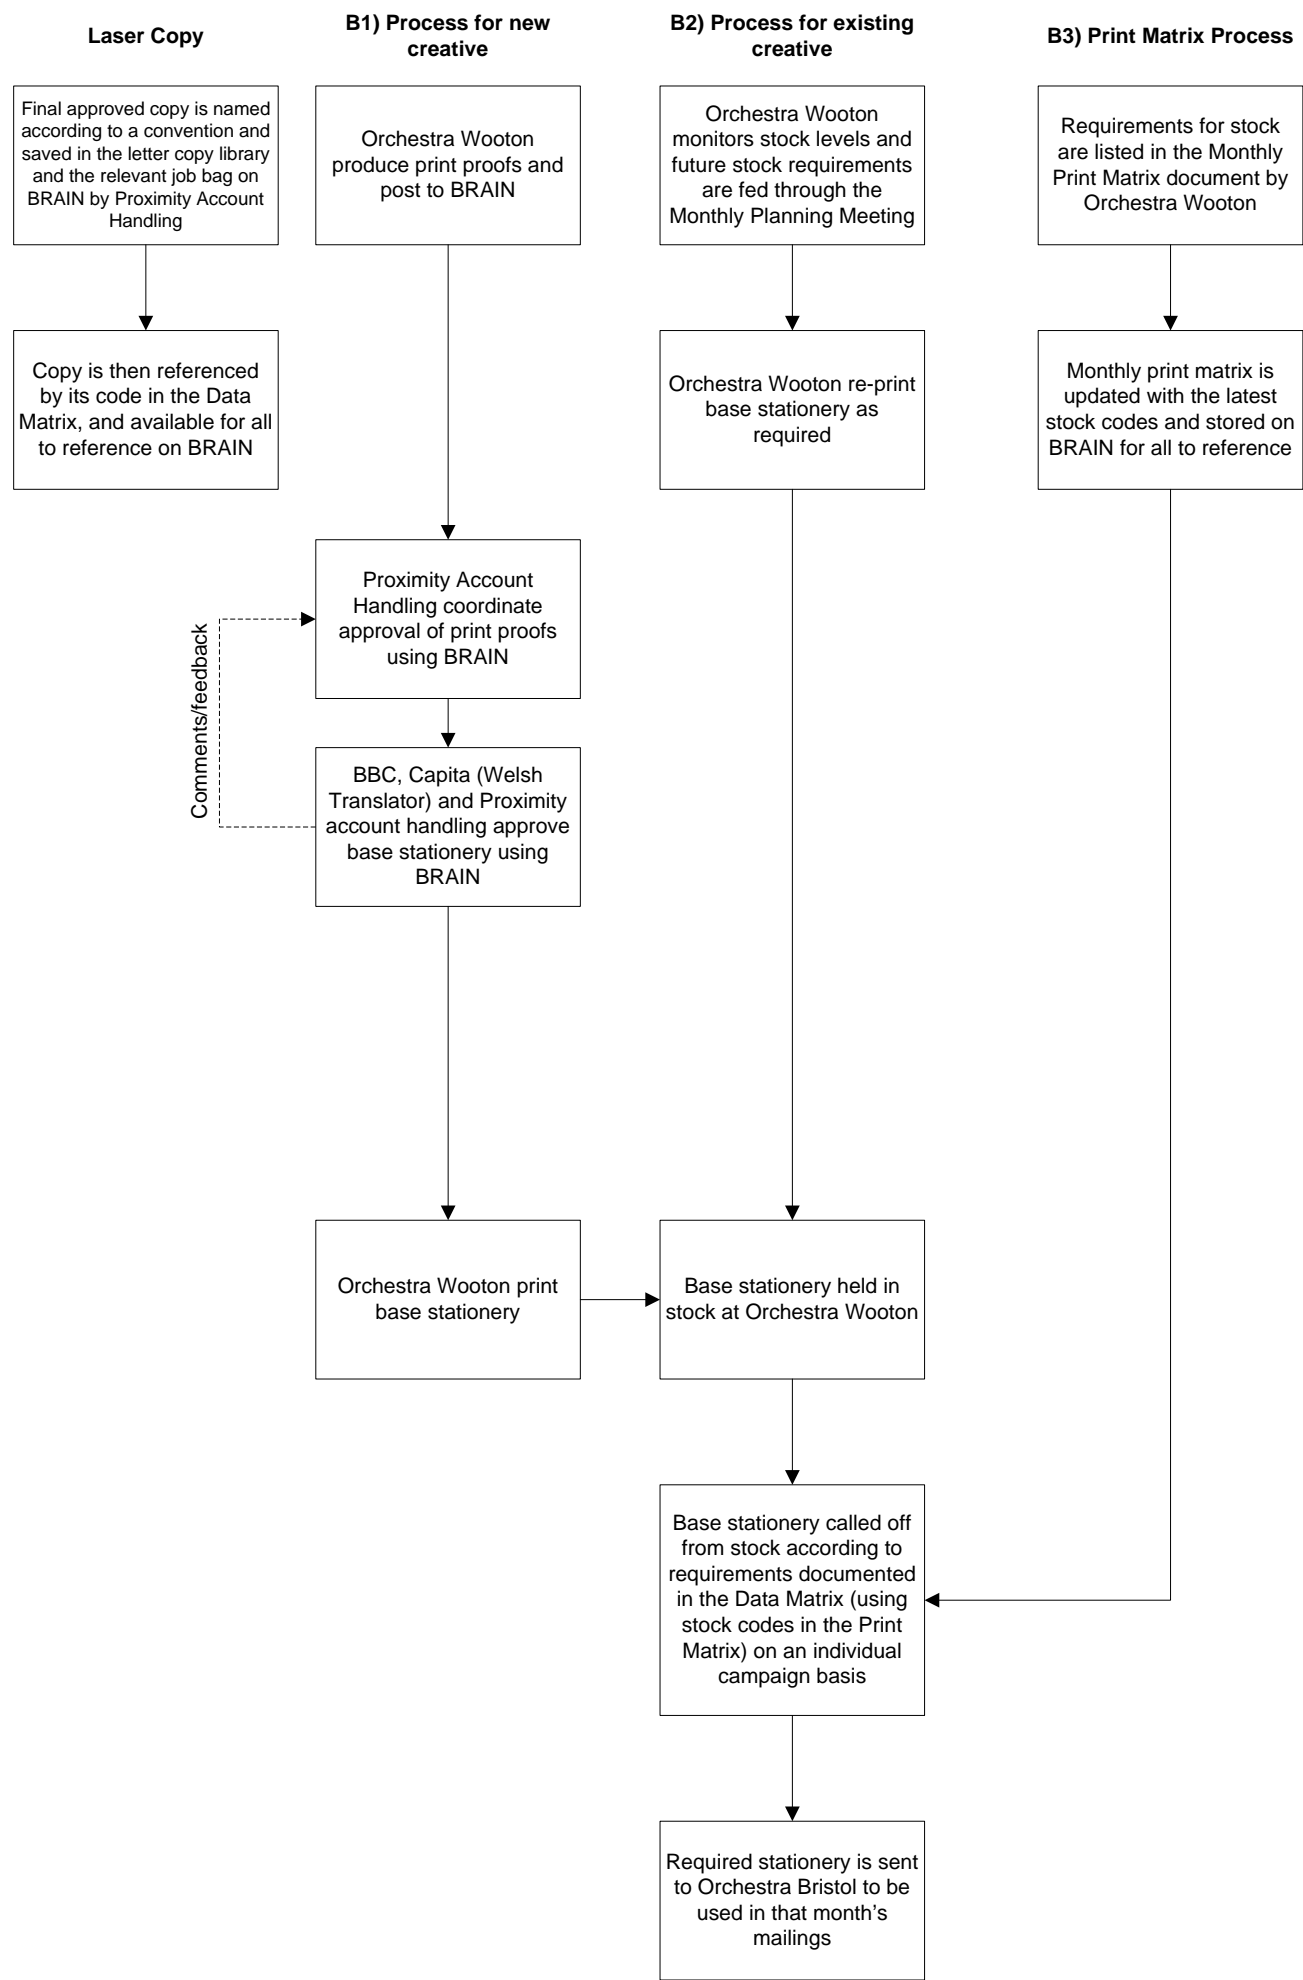 Laser Copy
B1) Process for new
creative
B2) Process for existing
creative
B3) Print Matrix Process
Final approved copy is named
according to a convention and
saved in the letter copy library
and the relevant job bag on
BRAIN by Proximity Account
Handling
Orchestra Wooton
produce print proofs and
post to BRAIN
Orchestra Wooton
monitors stock levels and
future stock requirements
are fed through the
Monthly Planning Meeting
Requirements for stock
are listed in the Monthly
Print Matrix document by
Orchestra Wooton
Copy is then referenced
by its code in the Data
Matrix, and available for all
to reference on BRAIN
Orchestra Wooton re-print
base stationery as
required
Monthly print matrix is
updated with the latest
stock codes and stored on
BRAIN for all to reference
Proximity Account
Handling coordinate
approval of print proofs
using BRAIN
Comments/feedback
BBC, Capita (Welsh
Translator) and Proximity
account handling approve
base stationery using
BRAIN
Orchestra Wooton print
base stationery
Base stationery held in
stock at Orchestra Wooton
Base stationery called off
from stock according to
requirements documented
in the Data Matrix (using
stock codes in the Print
Matrix) on an individual
campaign basis
Required stationery is sent
to Orchestra Bristol to be
used in that month's
mailings